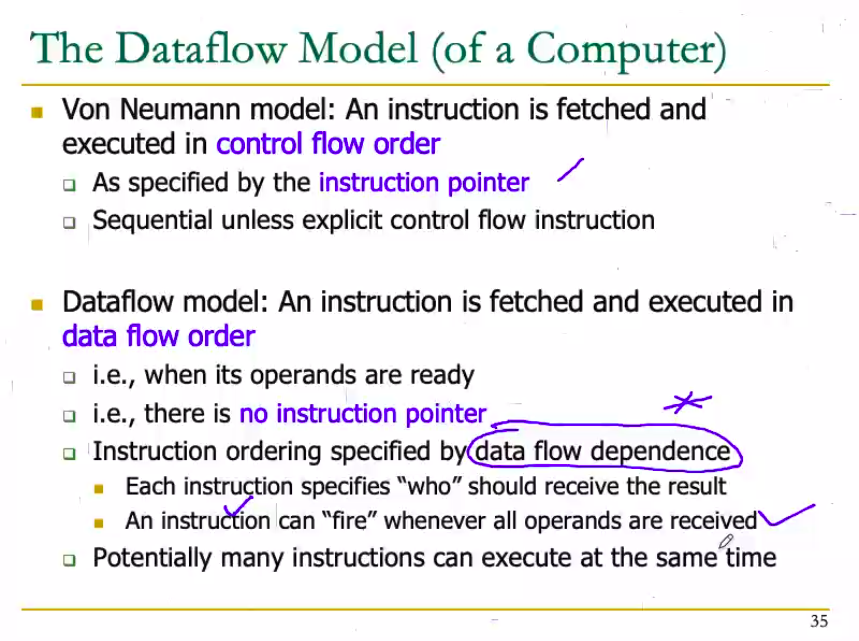 The Dataflow Model (of a Computer)
Von Neumann model: An instruction is fetched and
executed in control flow order
As specified by the instruction pointer
Sequential unless explicit control flow instruction
Dataflow model: An instruction is fetched and executed in
data flow order
i.e., when its operands are ready
i.e., there is no instruction pointer
Instruction ordering specified by data flow dependence
Each instruction specifies “who” should receive the result
An instruction can “fire” whenever all operands are received
Potentially many instructions can execute at the same time
35